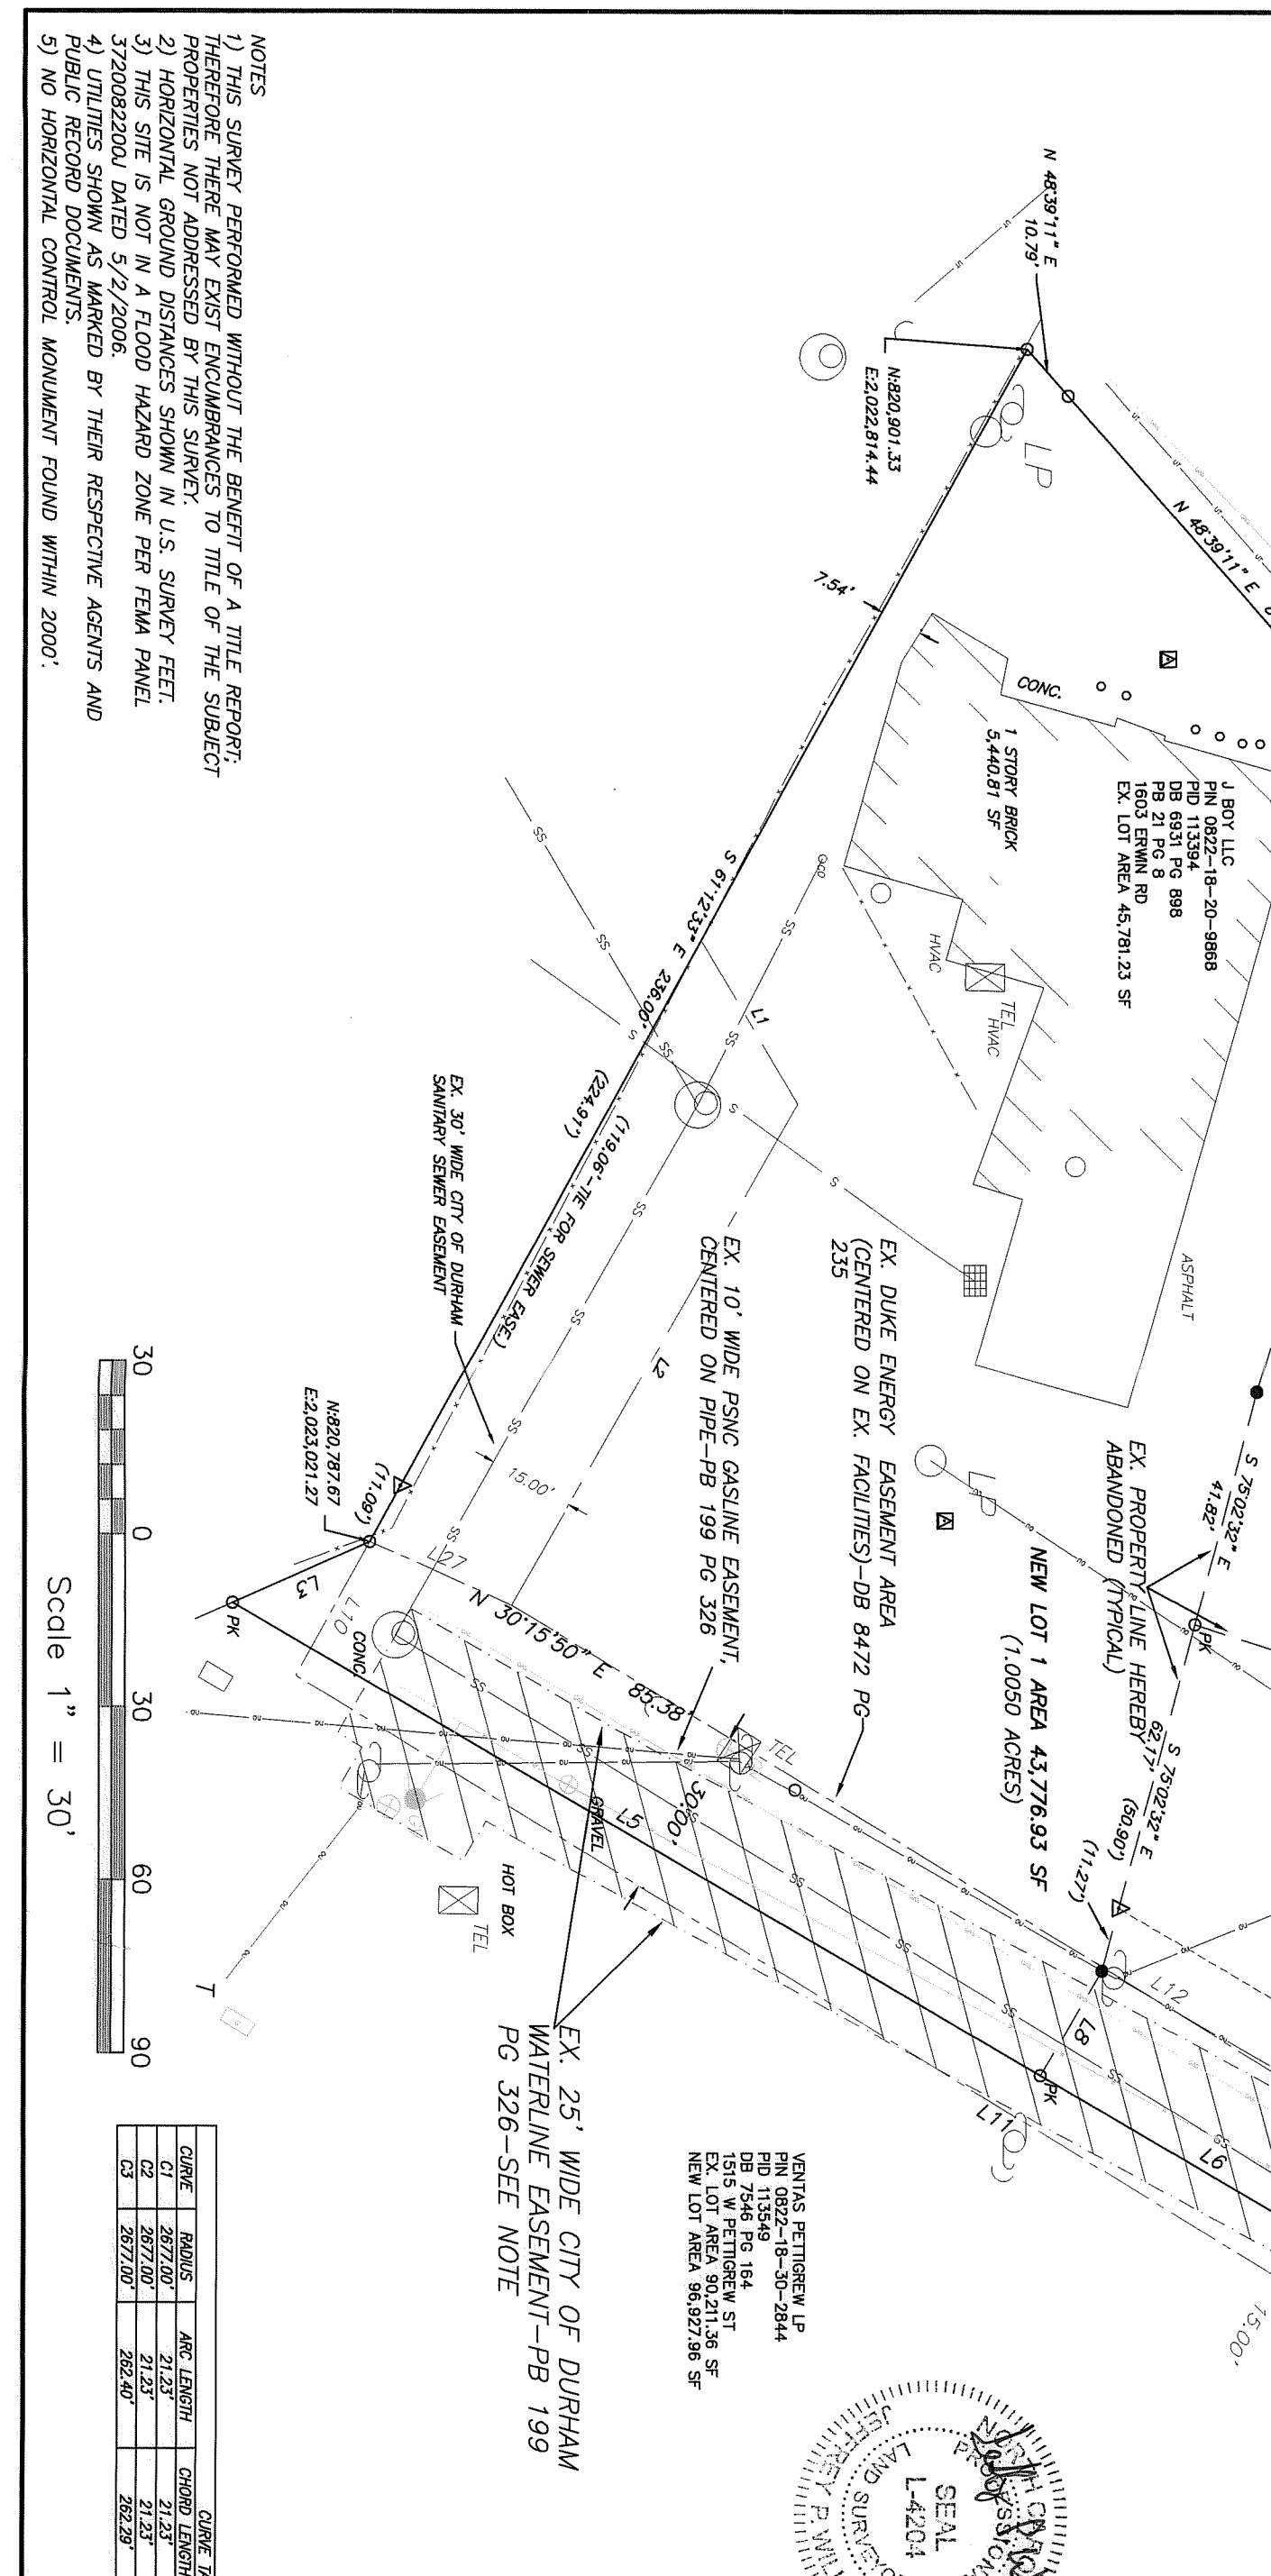 NOTES
1) THIS SURVEY PERFORMED WITHOUT THE BENEFIT OF A TITLE REPORT;
THEREFORE THERE MAY EXIST ENCUMBRANCES TO TITLE OF THE SUBJECT
PROPERTIES NOT ADDRESSED BY THIS SURVEY.
2) HORIZONTAL GROUND DISTANCES SHOWN IN U.S. SURVEY FEET.
3) THIS SITE IS NOT IN A FLOOD HAZARD ZONE PER FEMA PANEL
3720082200J DATED 5/2/2006.
4) UTILITIES SHOWN AS MARKED BY THEIR RESPECTIVE AGENTS AND
PUBLIC RECORD DOCUMENTS.
5) NO HORIZONTAL CONTROL MONUMENT FOUND WITHIN 2000'.
N 48°39'11" E
10.79'
N:820,901.33
E:2,022,814.44
LP
N 48°39'11" E
7.54'
CONC.
1 STORY BRICK
5,440.81 SF
J BOY LLC
PIN 0822-18-20-9868
PID 113394
DB 6931 PG 898
PB 21 PG 8
1603 ERWIN RD
EX. LOT AREA 45,781.23 SF
HVAC
TEL
HVAC
ASPHALT
S 61°12'33" E 236.00'
(224.91')
(119.06'-TIE FOR SEWER EASE.)
L1
L2
EX. 30' WIDE CITY OF DURHAM
SANITARY SEWER EASEMENT
EX. 10' WIDE PSNC GASLINE EASEMENT,
CENTERED ON PIPE-PB 199 PG 326
EX. DUKE ENERGY EASEMENT AREA
(CENTERED ON EX. FACILITIES)-DB 8472 PG
235
LP
S 75°02'32" E
41.82'
EX. PROPERTY LINE HEREBY
ABANDONED (TYPICAL)
PK
S 75°02'32" E
62.17'
(50.90')
(11.27')
NEW LOT 1 AREA 43,776.93 SF
(1.0050 ACRES)
15.00'
N:820,787.67
E:2,023,021.27
(11.09')
L27
L3
L10
PK
CONC.
N 30°15'50" E 85.38'
TEL
30.00'
GRAVEL
L5
HOT BOX
TEL
T
L12
L8
PK
L11
L6
15.00'
EX. 25' WIDE CITY OF DURHAM
WATERLINE EASEMENT-PB 199
PG 326-SEE NOTE
VENTAS PETTIGREW LP
PIN 0822-18-30-2844
PID 113549
DB 7546 PG 164
1515 W PETTIGREW ST
EX. LOT AREA 90,211.36 SF
NEW LOT AREA 96,927.96 SF
30 0 30 60 90
Scale 1" = 30'
SEAL
L-4204
LAND SURVEYO
JEFFREY P. WIL
CURVE TA
CURVE RADIUS ARC LENGTH CHORD LENGTH
C1 2677.00' 21.23' 21.23'
C2 2677.00' 21.23' 21.23'
C3 2677.00' 262.40' 262.29'